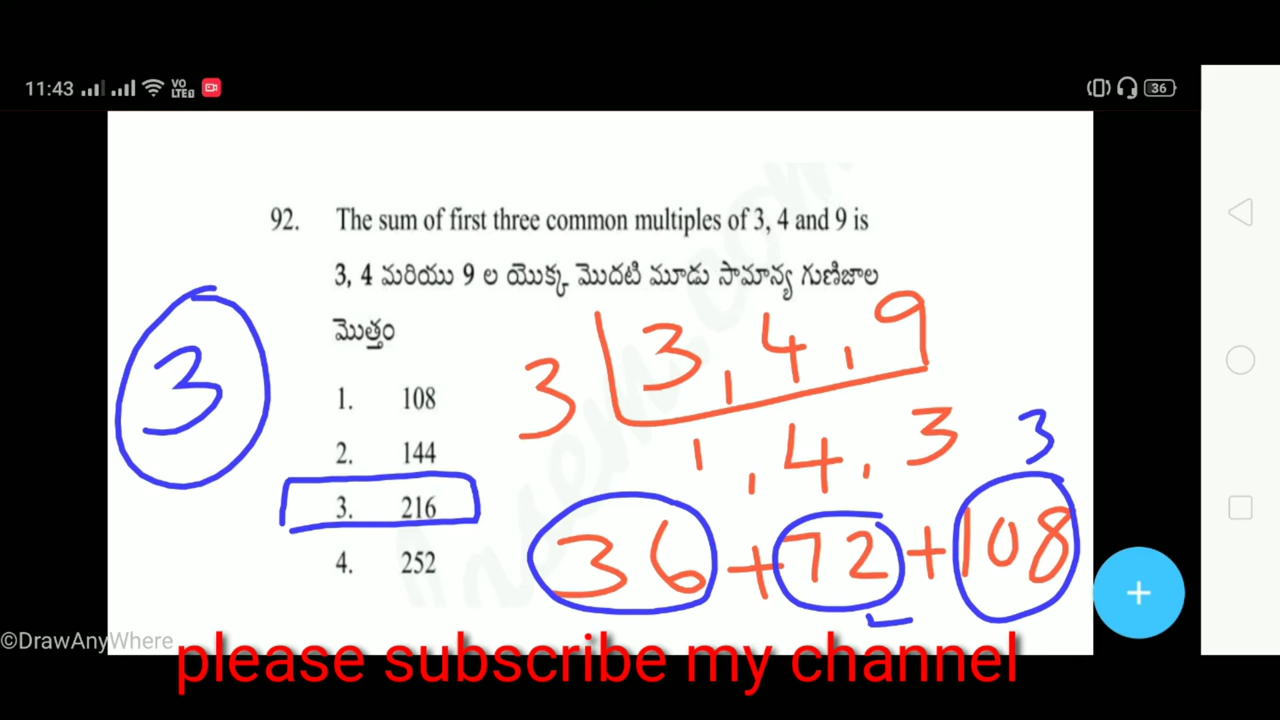 11:43 VO LTE 36
92. The sum of first three common multiples of 3, 4 and 9 is
3, 4 మరియు 9 ల యొక్క మొదటి మూడు సామాన్య గుణిజాల
మొత్తం
1. 108
2. 144
3. 216
4. 252
3
3 3, 4, 9
1, 4, 3
3
36 + 72 + 108
©DrawAnyWhere
please subscribe my channel